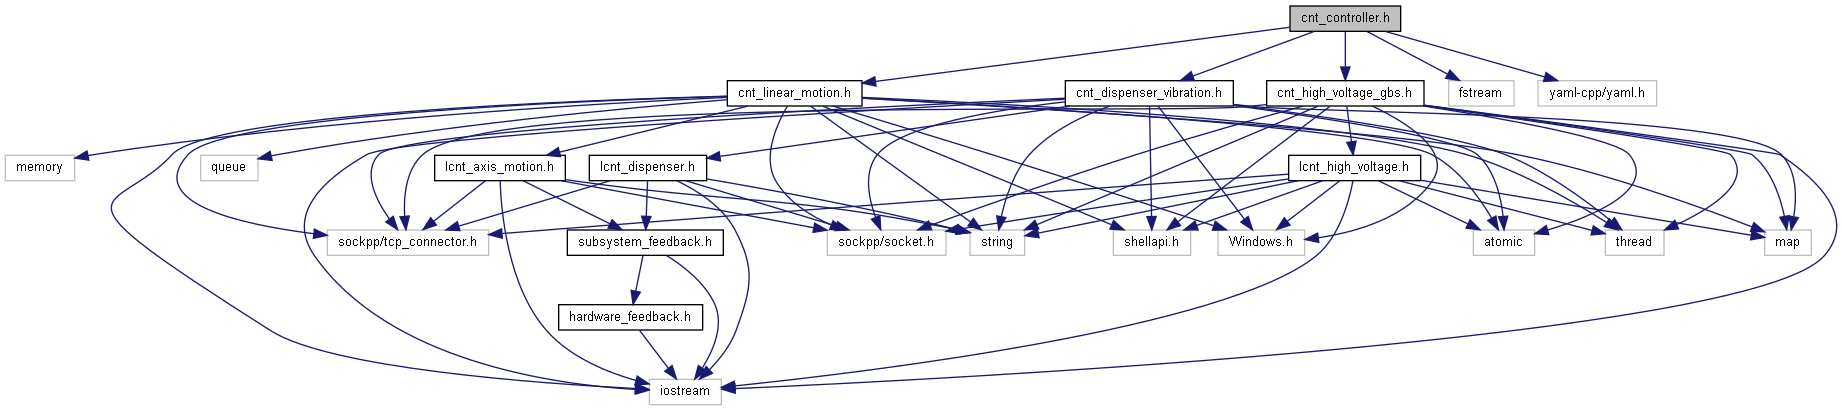 cnt_controller.h
cnt_linear_motion.h
cnt_dispenser_vibration.h
cnt_high_voltage_gbs.h
fstream
yaml-cpp/yaml.h
memory
queue
lcnt_axis_motion.h
lcnt_dispenser.h
lcnt_high_voltage.h
sockpp/tcp_connector.h
subsystem_feedback.h
sockpp/socket.h
string
shellapi.h
Windows.h
atomic
thread
map
hardware_feedback.h
iostream